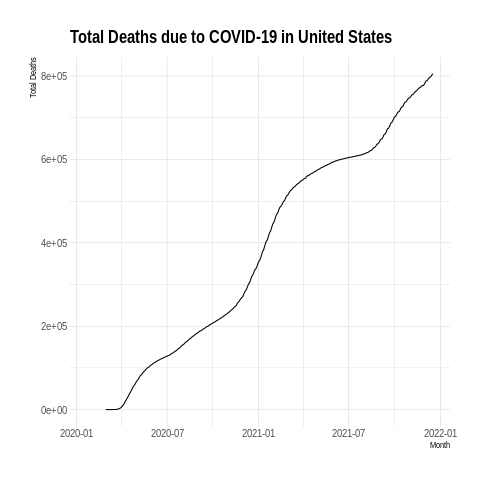 Total Deaths due to COVID-19 in United States
Total Deaths
8e+05
6e+05
4e+05
2e+05
0e+00
2020-01
2020-07
2021-01
2021-07
2022-01
Month